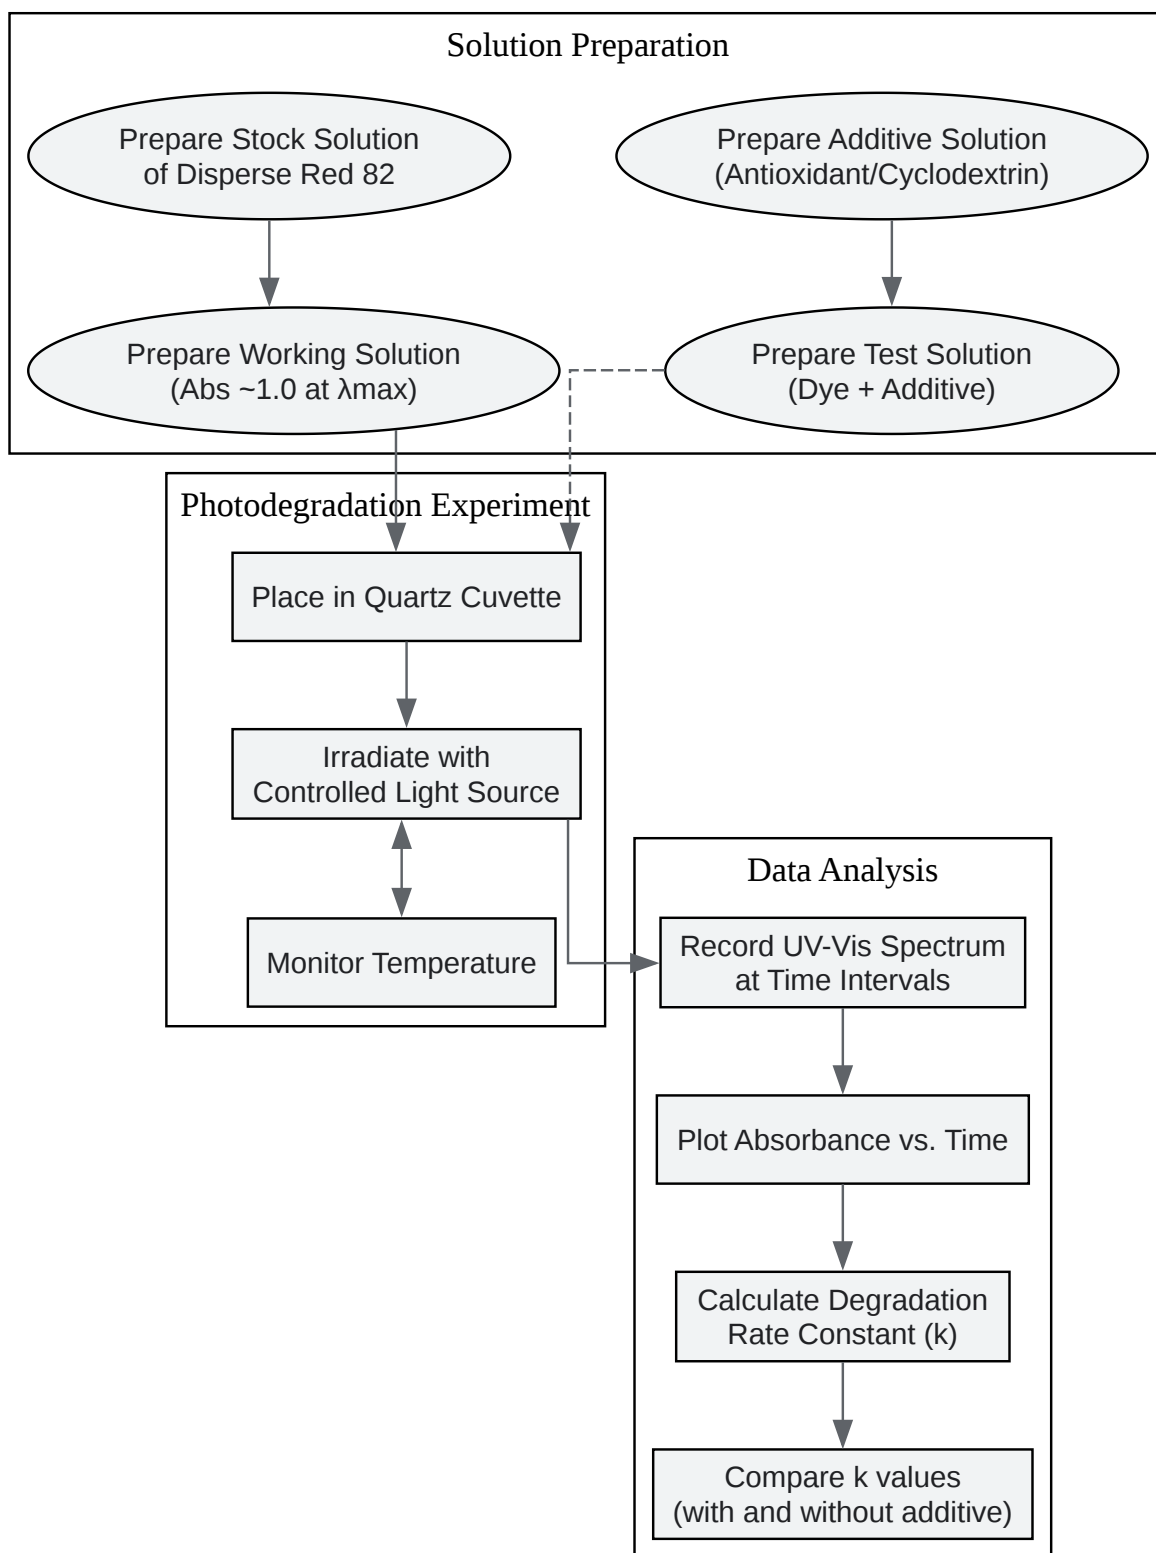 Solution Preparation
Prepare Stock Solution
of Disperse Red 82
Prepare Additive Solution
(Antioxidant/Cyclodextrin)
Prepare Working Solution
(Abs ~1.0 at λmax)
Prepare Test Solution
(Dye + Additive)
Photodegradation Experiment
Place in Quartz Cuvette
Irradiate with
Controlled Light Source
Monitor Temperature
Data Analysis
Record UV-Vis Spectrum
at Time Intervals
Plot Absorbance vs. Time
Calculate Degradation
Rate Constant (k)
Compare k values
(with and without additive)